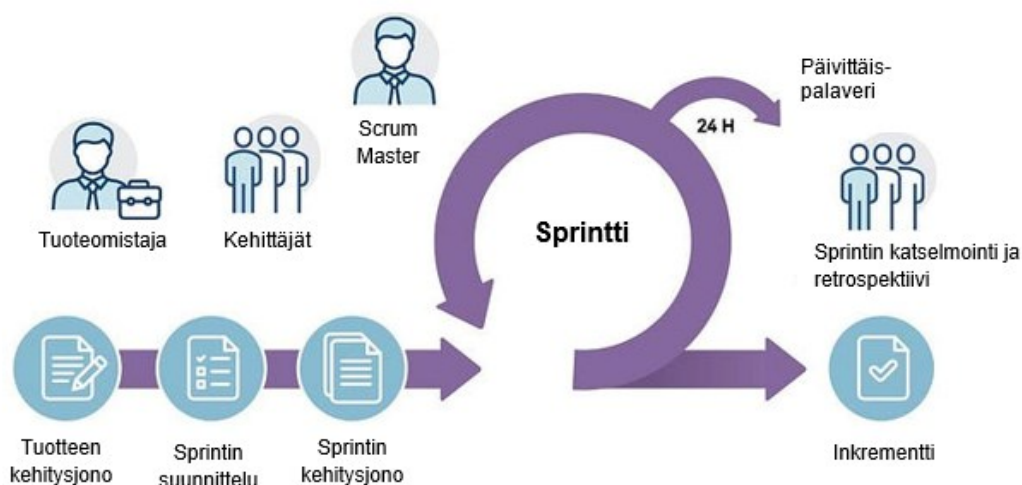 Scrum
Master
Päivittäis-
palaveri
24 H
Tuoteomistaja
Kehittäjät
Sprintti
Sprintin katselmointi ja
retrospektiivi
Tuotteen
kehitysjono
Sprintin
suunnittelu
Sprintin
kehitysjono
Inkrementti